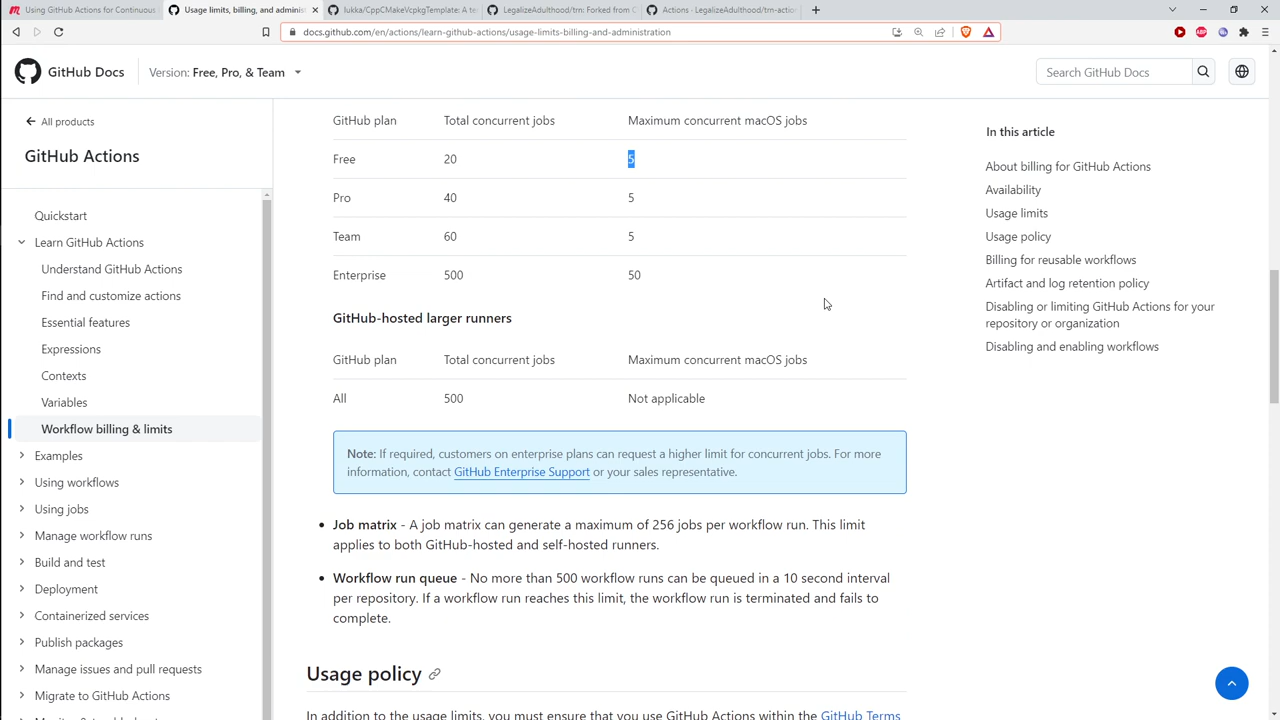 Using GitHub Actions for Continuous
Usage limits, billing, and administ
lukka/CppCMakeVcpkgTemplate: A te
LegalizeAdulthood/trn: Forked from C
Actions · LegalizeAdulthood/trn-actio
docs.github.com/en/actions/learn-github-actions/usage-limits-billing-and-administration
GitHub Docs
Version: Free, Pro, & Team
Search GitHub Docs
All products
GitHub Actions
Quickstart
Learn GitHub Actions
Understand GitHub Actions
Find and customize actions
Essential features
Expressions
Contexts
Variables
Workflow billing & limits
Examples
Using workflows
Using jobs
Manage workflow runs
Build and test
Deployment
Containerized services
Publish packages
Manage issues and pull requests
Migrate to GitHub Actions
GitHub plan Total concurrent jobs Maximum concurrent macOS jobs
Free 20 5
Pro 40 5
Team 60 5
Enterprise 500 50
GitHub-hosted larger runners
GitHub plan Total concurrent jobs Maximum concurrent macOS jobs
All 500 Not applicable
Note: If required, customers on enterprise plans can request a higher limit for concurrent jobs. For more
information, contact GitHub Enterprise Support or your sales representative.
• Job matrix - A job matrix can generate a maximum of 256 jobs per workflow run. This limit
applies to both GitHub-hosted and self-hosted runners.
• Workflow run queue - No more than 500 workflow runs can be queued in a 10 second interval
per repository. If a workflow run reaches this limit, the workflow run is terminated and fails to
complete.
Usage policy
In addition to the usage limits, you must ensure that you use GitHub Actions within the GitHub Terms
In this article
About billing for GitHub Actions
Availability
Usage limits
Usage policy
Billing for reusable workflows
Artifact and log retention policy
Disabling or limiting GitHub Actions for your
repository or organization
Disabling and enabling workflows